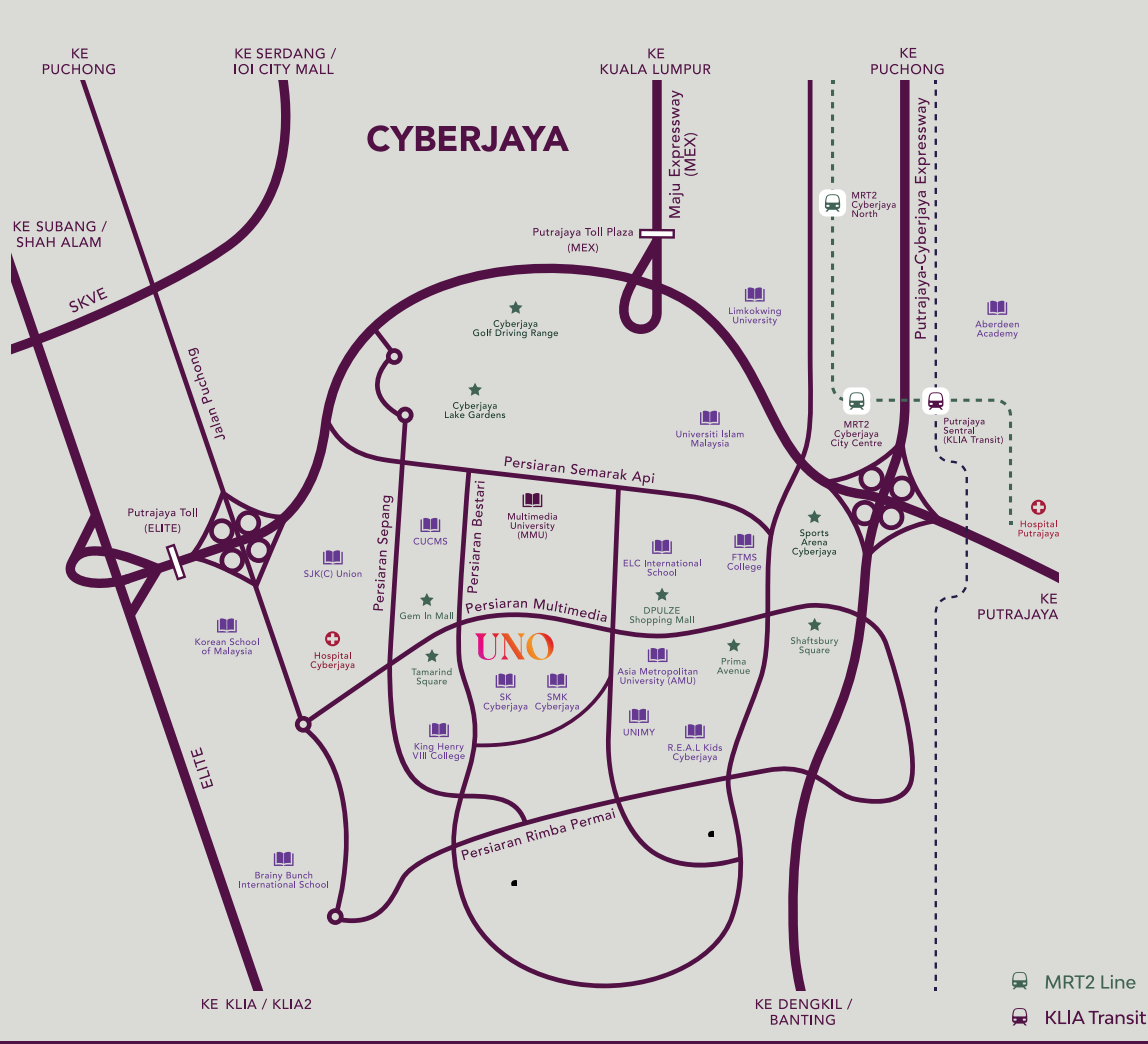 KE
PUCHONG
KE SERDANG /
IOI CITY MALL
KE
KUALA LUMPUR
KE
PUCHONG
CYBERJAYA
Maju Expressway
(MEX)
Putrajaya-Cyberjaya Expressway
MRT2
Cyberjaya
North
KE SUBANG /
SHAH ALAM
Putrajaya Toll Plaza
(MEX)
SKVE
Limkokwing
University
Aberdeen
Academy
Cyberjaya
Golf Driving Range
Jalan Puchong
Cyberjaya
Lake Gardens
Universiti Islam
Malaysia
MRT2
Cyberjaya
City Centre
Putrajaya
Sentral
(KLIA Transit)
Persiaran Semarak Api
Putrajaya Toll
(ELITE)
Persiaran Sepang
Persiaran Bestari
Multimedia
University
(MMU)
CUCMS
Sports
Arena
Cyberjaya
Hospital
Putrajaya
SJK(C) Union
ELC International
School
FTMS
College
KE
PUTRAJAYA
Gem In Mall
Persiaran Multimedia
DPULZE
Shopping Mall
Korean School
of Malaysia
Hospital
Cyberjaya
Tamarind
Square
UNO
Asia Metropolitan
University (AMU)
Prima
Avenue
Shaftsbury
Square
SK
Cyberjaya
SMK
Cyberjaya
King Henry
VIII College
UNIMY
R.E.A.L Kids
Cyberjaya
ELITE
Persiaran Rimba Permai
Brainy Bunch
International School
KE KLIA / KLIA2
KE DENGKIL /
BANTING
MRT2 Line
KLIA Transit